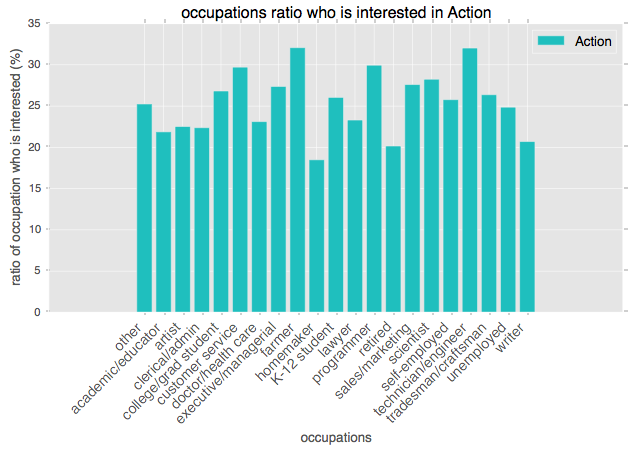 occupations ratio who is interested in Action
35
30
25
20
15
10
5
0
ratio of occupation who is interested (%)
Action
other
academic/educator
artist
clerical/admin
college/grad student
customer service
doctor/health care
executive/managerial
farmer
homemaker
K-12 student
lawyer
programmer
retired
sales/marketing
scientist
self-employed
technician/engineer
tradesman/craftsman
unemployed
writer
occupations